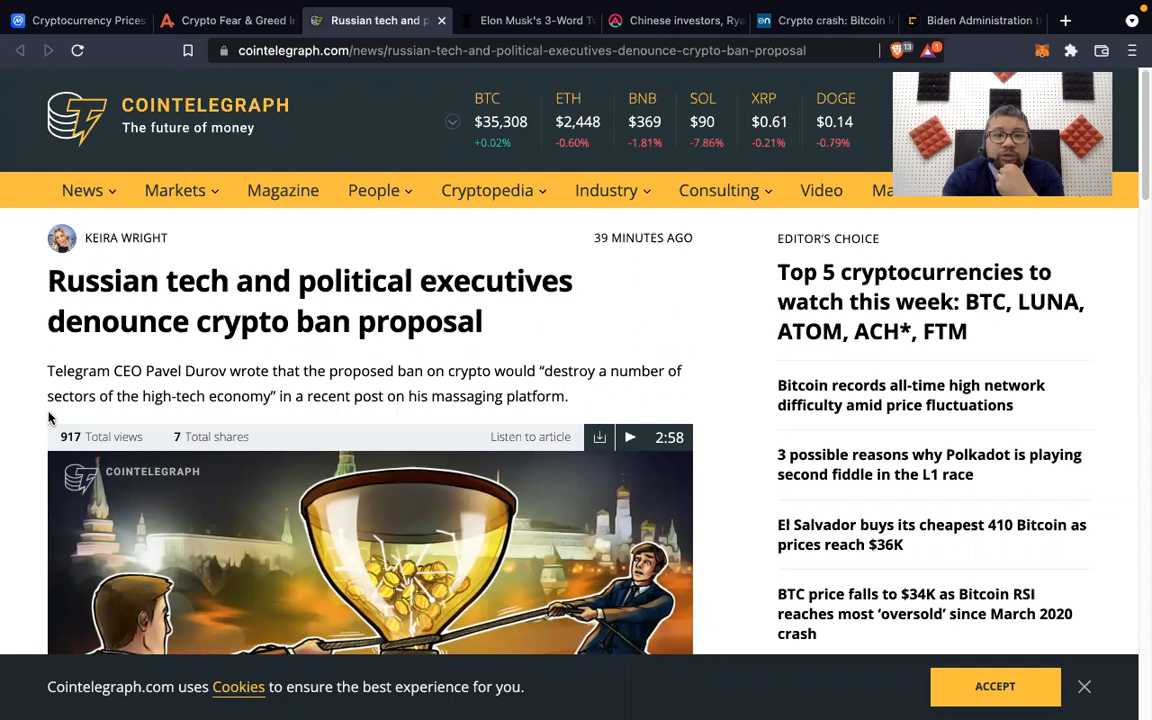 Cryptocurrency Prices
Crypto Fear & Greed I
Russian tech and p
Elon Musk's 3-Word T
Chinese investors, Rya
Crypto crash: Bitcoin
Biden Administration t
cointelegraph.com/news/russian-tech-and-political-executives-denounce-crypto-ban-proposal
13
1
COINTELEGRAPH
The future of money
BTC ETH BNB SOL XRP DOGE
$35,308 $2,448 $369 $90 $0.61 $0.14
+0.02% -0.60% -1.81% -7.86% -0.21% -0.79%
News Markets Magazine People Cryptopedia Industry Consulting Video Ma
KEIRA WRIGHT
39 MINUTES AGO
Russian tech and political executives
denounce crypto ban proposal
Telegram CEO Pavel Durov wrote that the proposed ban on crypto would “destroy a number of
sectors of the high-tech economy” in a recent post on his massaging platform.
917 Total views 7 Total shares Listen to article 2:58
COINTELEGRAPH
EDITOR’S CHOICE
Top 5 cryptocurrencies to
watch this week: BTC, LUNA,
ATOM, ACH*, FTM
Bitcoin records all-time high network
difficulty amid price fluctuations
3 possible reasons why Polkadot is playing
second fiddle in the L1 race
El Salvador buys its cheapest 410 Bitcoin as
prices reach $36K
BTC price falls to $34K as Bitcoin RSI
reaches most ‘oversold’ since March 2020
crash
Cointelegraph.com uses Cookies to ensure the best experience for you.
ACCEPT